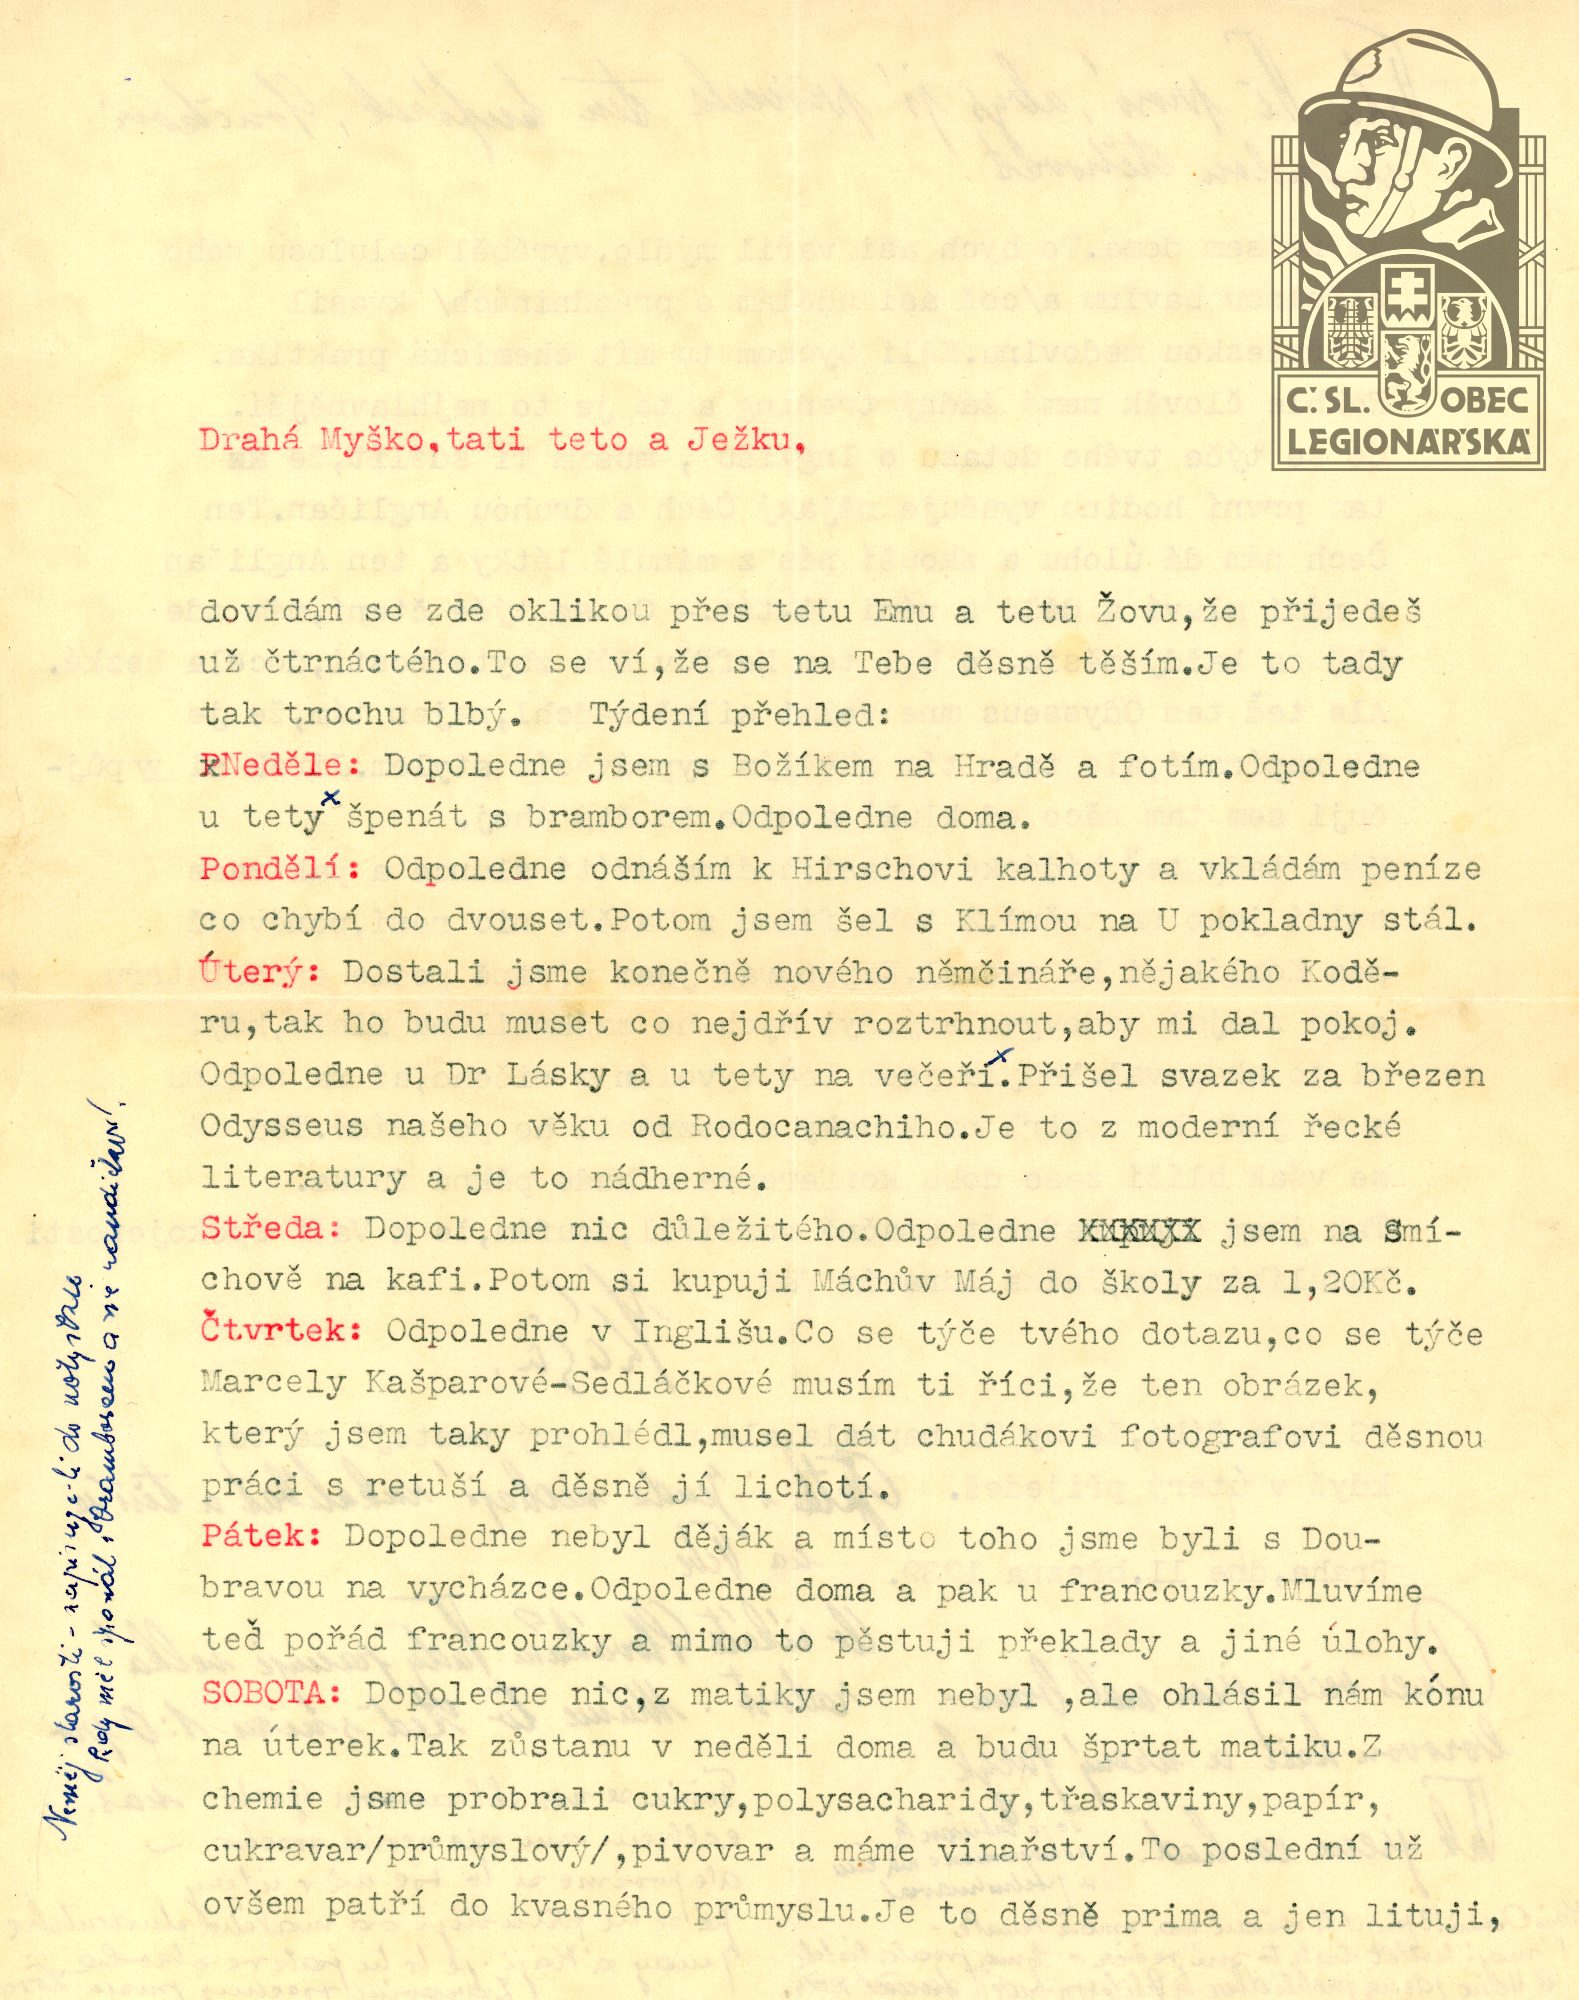 Č.SL. OBEC
LEGIONÁŘSKÁ
Drahá Myško,tati teto a Ježku,
dovídám se zde oklikou přes tetu Emu a tetu Žovu,že přijedeš
už čtrnáctého.To se ví,že se na Tebe děsně těším.Je to tady
tak trochu blbý. Týdení přehled:
Neděle: Dopoledne jsem s Božíkem na Hradě a fotím.Odpoledne
u tety x špenát s bramborem.Odpoledne doma.
Pondělí: Odpoledne odnáším k Hirschovi kalhoty a vkládám peníze
co chybí do dvouset.Potom jsem šel s Klímou na U pokladny stál.
Úterý: Dostali jsme konečně nového němčináře,nějakého Kodě-
ru,tak ho budu muset co nejdřív roztrhnout,aby mi dal pokoj.
Odpoledne u Dr Lásky a u tety na večeři x.Přišel svazek za březen
Odysseus našeho věku od Rodocanachiho.Je to z moderní řecké
literatury a je to nádherné.
Středa: Dopoledne nic důležitého.Odpoledne jsem na Smí-
chově na kafi.Potom si kupuji Máchův Máj do školy za 1,20Kč.
Čtvrtek: Odpoledne v Inglišu.Co se týče tvého dotazu,co se týče
Marcely Kašparové-Sedláčkové musím ti říci,že ten obrázek,
který jsem taky prohlédl,musel dát chudákovi fotografovi děsnou
práci s retuší a děsně jí lichotí.
Pátek: Dopoledne nebyl děják a místo toho jsme byli s Dou-
bravou na vycházce.Odpoledne doma a pak u francouzky.Mluvíme
teď pořád francouzky a mimo to pěstuji překlady a jiné úlohy.
SOBOTA: Dopoledne nic,z matiky jsem nebyl ,ale ohlásil nám kónu
na úterek.Tak zůstanu v neděli doma a budu šprtat matiku.Z
chemie jsme probrali cukry,polysacharidy,třaskaviny,papír,
cukravar/průmyslový/,pivovar a máme vinařství.To poslední už
ovšem patří do kvasného průmyslu.Je to děsně prima a jen lituji,
Neměj starosti - zapisuje-li do
kdy měl špenát s bramborem a ne